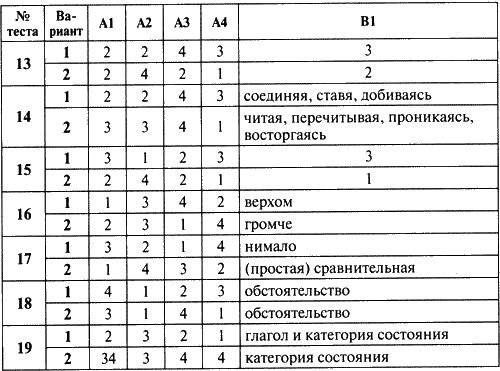 № теста Ва-риант А1 А2 А3 А4 В1
13 1 2 2 4 3 3
2 2 4 2 1 2
14 1 2 2 4 3 соединяя, ставя, добиваясь
2 3 3 4 1 читая, перечитывая, проникаясь,
восторгаясь
15 1 3 1 2 3 3
2 2 4 2 1 1
16 1 1 3 4 2 верхом
2 2 3 1 4 громче
17 1 3 2 1 4 нимало
2 1 4 3 2 (простая) сравнительная
18 1 4 1 2 3 обстоятельство
2 3 1 4 1 обстоятельство
19 1 2 3 2 1 глагол и категория состояния
2 34 3 4 4 категория состояния